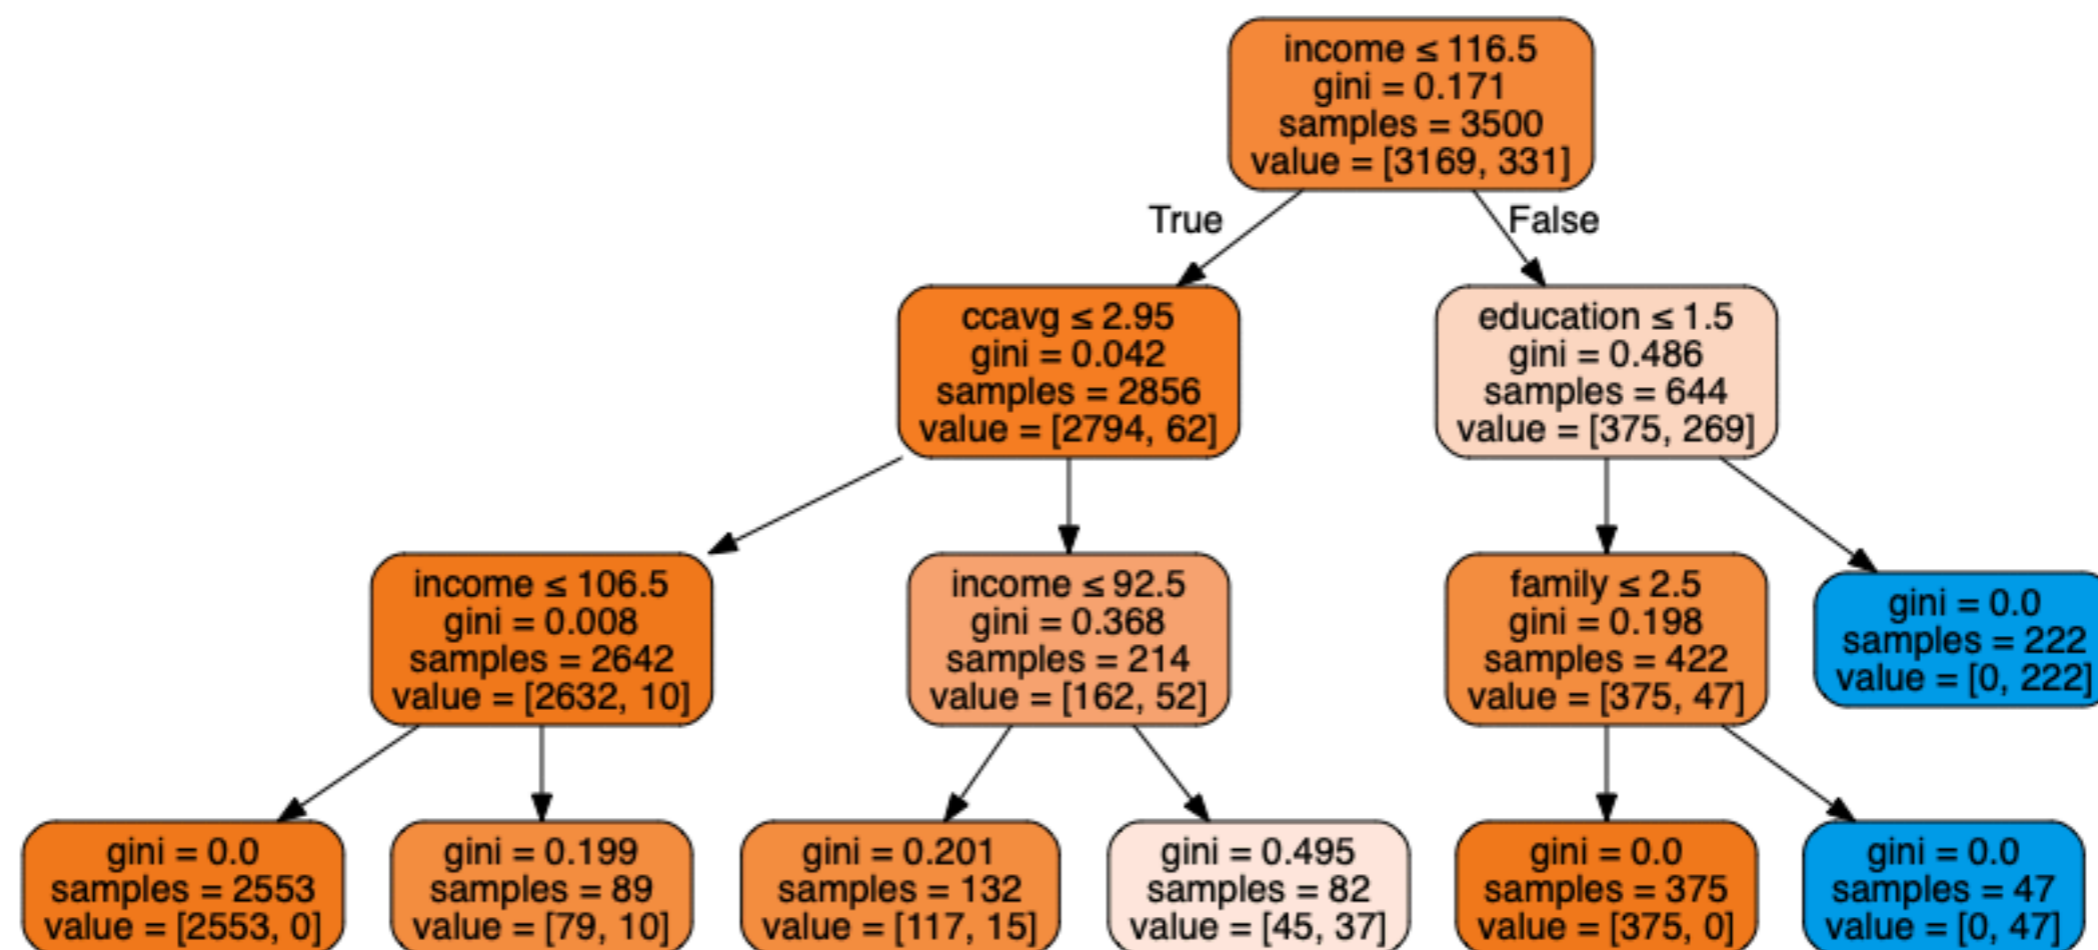 income ≤ 116.5
gini = 0.171
samples = 3500
value = [3169, 331]
True
False
ccavg ≤ 2.95
gini = 0.042
samples = 2856
value = [2794, 62]
education ≤ 1.5
gini = 0.486
samples = 644
value = [375, 269]
income ≤ 106.5
gini = 0.008
samples = 2642
value = [2632, 10]
income ≤ 92.5
gini = 0.368
samples = 214
value = [162, 52]
family ≤ 2.5
gini = 0.198
samples = 422
value = [375, 47]
gini = 0.0
samples = 222
value = [0, 222]
gini = 0.0
samples = 2553
value = [2553, 0]
gini = 0.199
samples = 89
value = [79, 10]
gini = 0.201
samples = 132
value = [117, 15]
gini = 0.495
samples = 82
value = [45, 37]
gini = 0.0
samples = 375
value = [375, 0]
gini = 0.0
samples = 47
value = [0, 47]